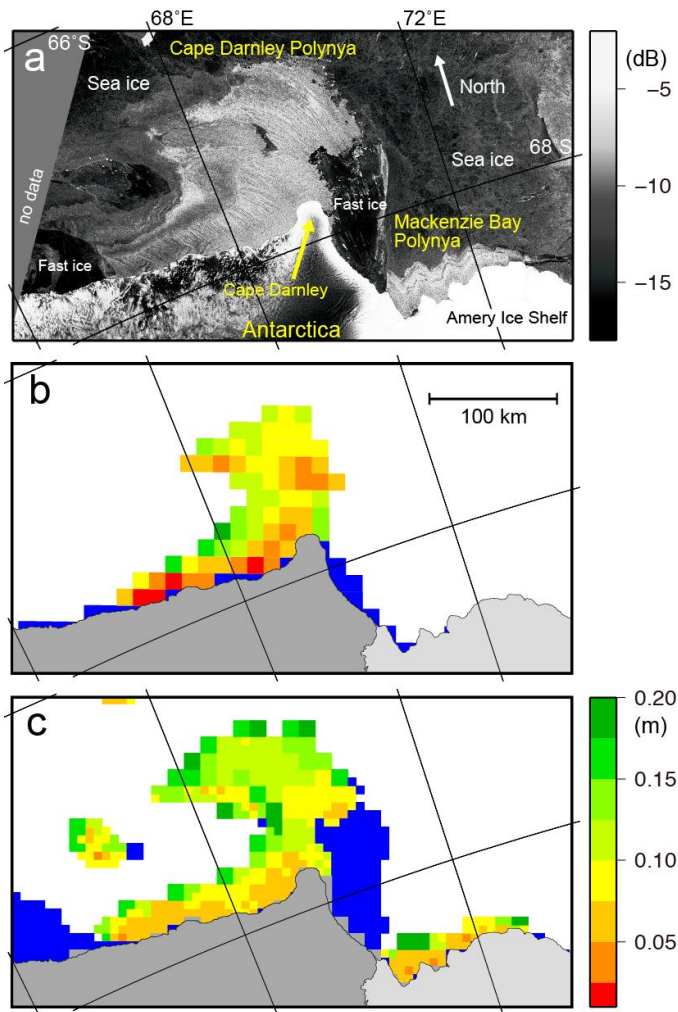 68°E
72°E
66°S
a
Cape Darnley Polynya
(dB)
Sea ice
North
−5
Sea ice
68°S
no data
−10
Fast ice
Mackenzie Bay
Polynya
Fast ice
Cape Darnley
−15
Antarctica
Amery Ice Shelf
b
100 km
c
0.20
(m)
0.15
0.10
0.05